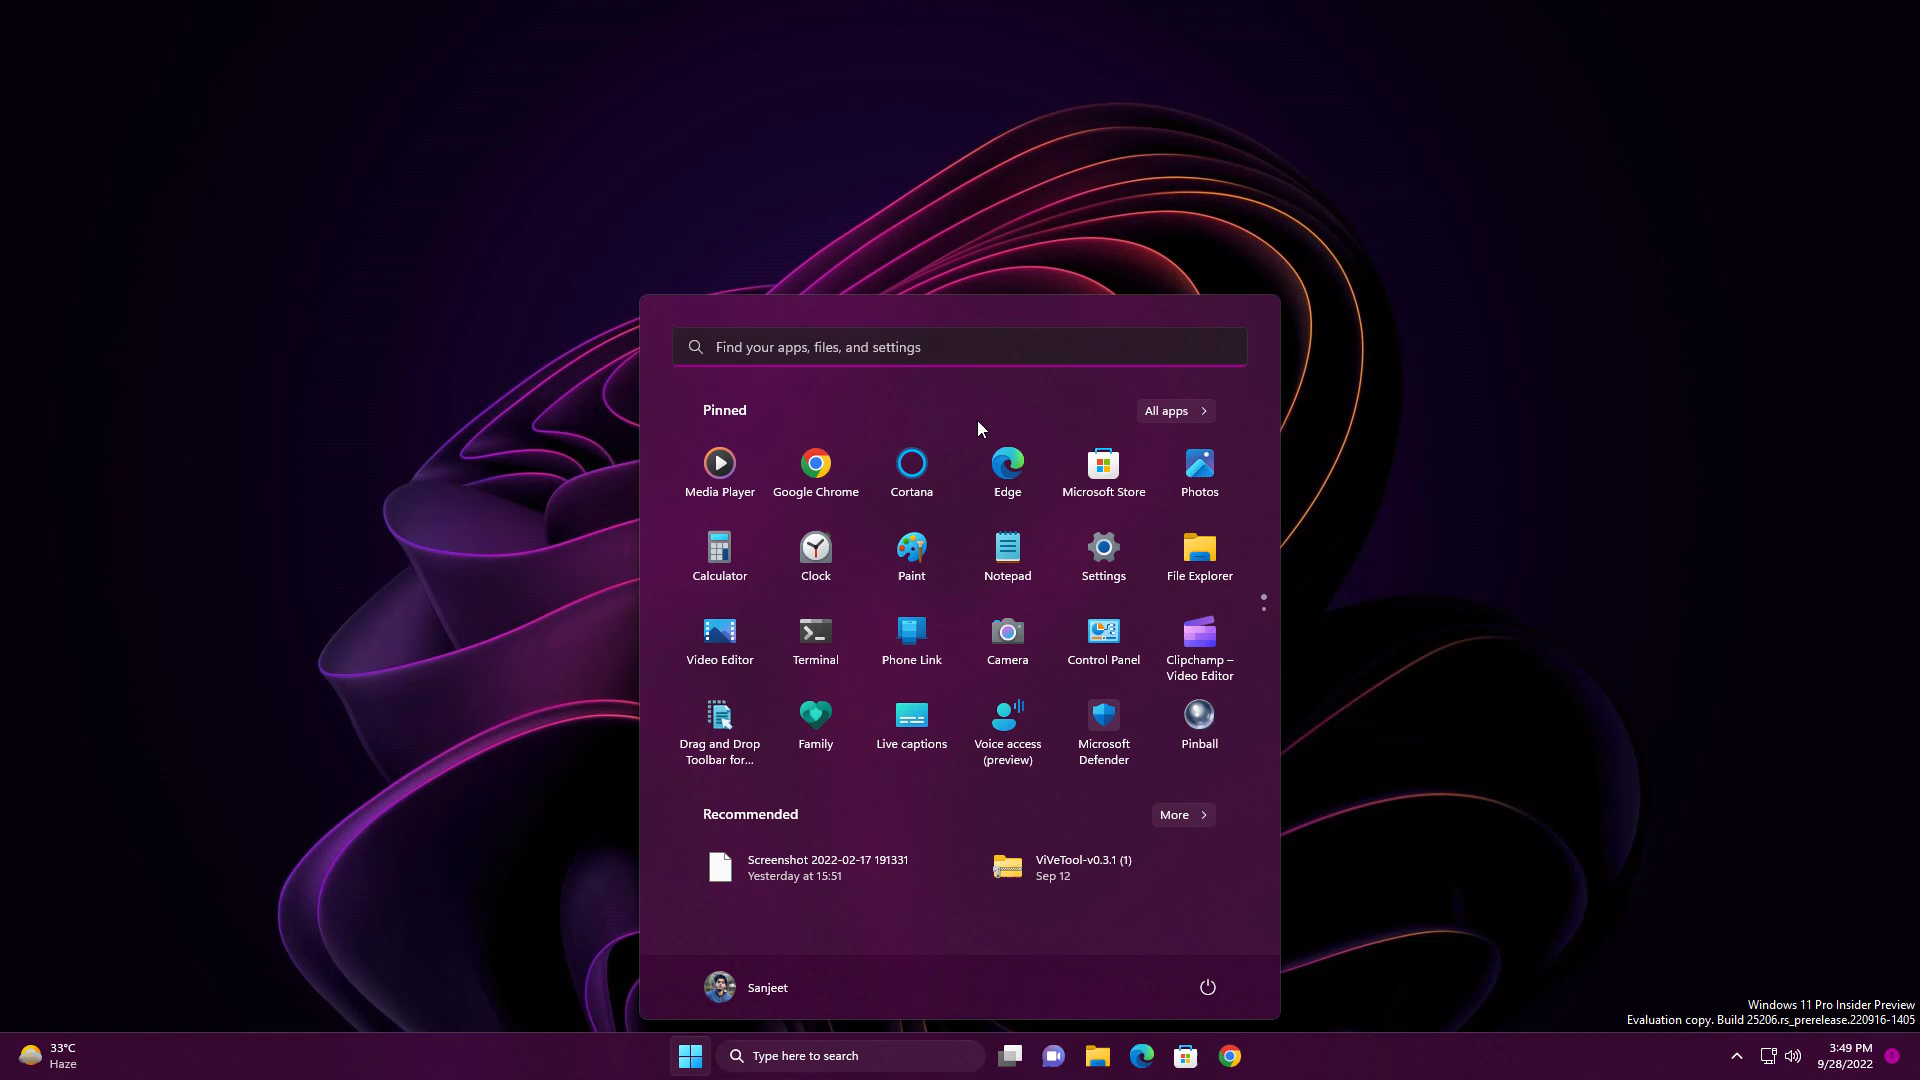 Find your apps, files, and settings
Pinned
All apps
Media Player
Google Chrome
Cortana
Edge
Microsoft Store
Photos
Calculator
Clock
Paint
Notepad
Settings
File Explorer
Video Editor
Terminal
Phone Link
Camera
Control Panel
Clipchamp –
Video Editor
Drag and Drop
Toolbar for...
Family
Live captions
Voice access
(preview)
Microsoft
Defender
Pinball
Recommended
More
Screenshot 2022-02-17 191331
Yesterday at 15:51
ViVeTool-v0.3.1 (1)
Sep 12
Sanjeet
Windows 11 Pro Insider Preview
Evaluation copy. Build 25206.rs_prerelease.220916-1405
33°C
Haze
Type here to search
3:49 PM
9/28/2022
1